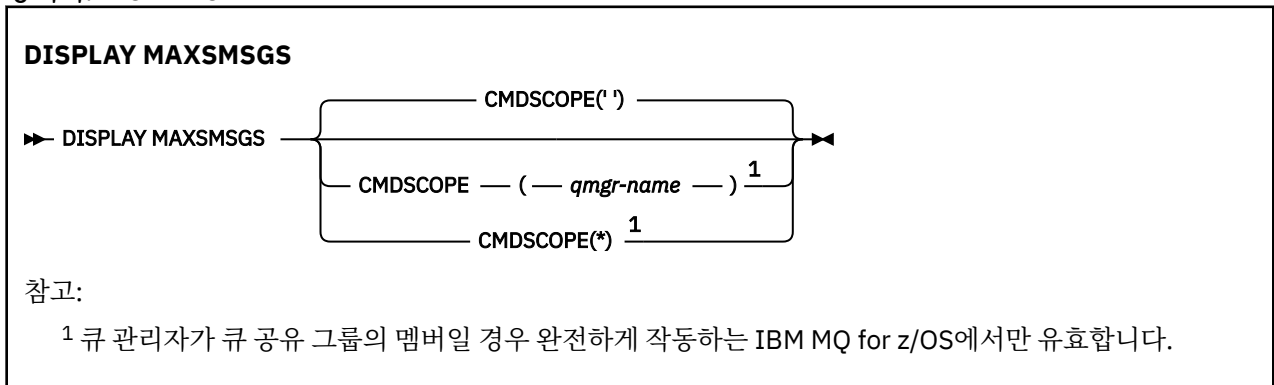 DISPLAY MAXSMSGS
CMDSCOPE(' ')
DISPLAY MAXSMSGS
CMDSCOPE ( qmgr-name ) 1
CMDSCOPE(*) 1
참고:
1 큐 관리자가 큐 공유 그룹의 멤버일 경우 완전하게 작동하는 IBM MQ for z/OS에서만 유효합니다.